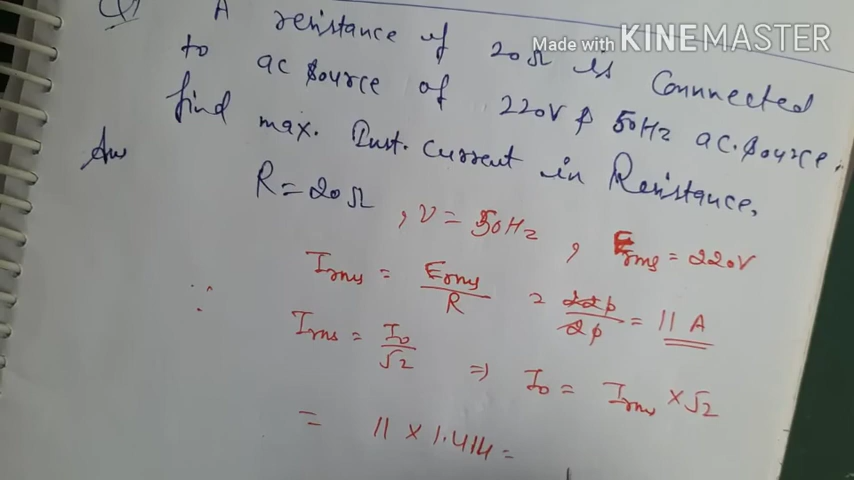 Q A resistance of 20Ω is Connnected
Made with KINEMASTER
to ac source of 220V & 50Hz ac. source.
find max. Inst. current in Resistance.
Ans
R = 20Ω , ν = 50Hz , Erms = 220V
Irms = Erms/R = 220/20 = 11 A
∵ Irms = I₀/√2 ⇒ I₀ = Irms × √2
= 11 × 1.414 =